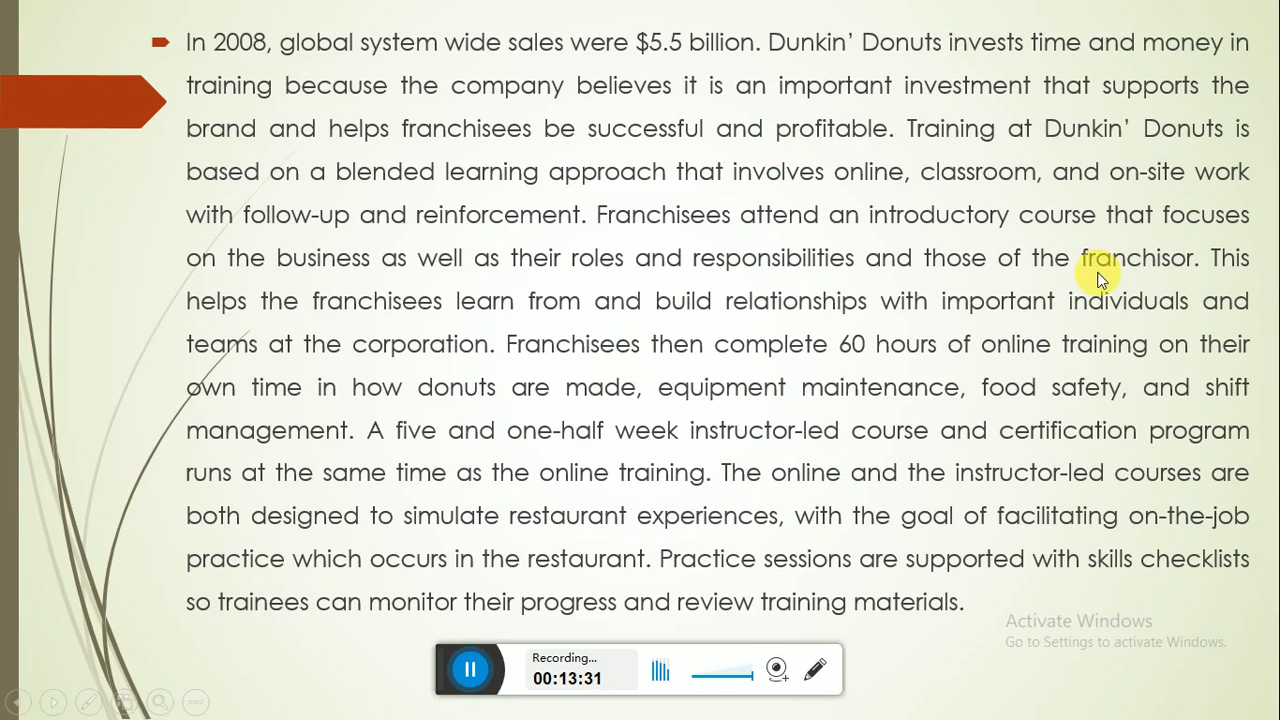 In 2008, global system wide sales were $5.5 billion. Dunkin’ Donuts invests time and money in
training because the company believes it is an important investment that supports the
brand and helps franchisees be successful and profitable. Training at Dunkin’ Donuts is
based on a blended learning approach that involves online, classroom, and on-site work
with follow-up and reinforcement. Franchisees attend an introductory course that focuses
on the business as well as their roles and responsibilities and those of the franchisor. This
helps the franchisees learn from and build relationships with important individuals and
teams at the corporation. Franchisees then complete 60 hours of online training on their
own time in how donuts are made, equipment maintenance, food safety, and shift
management. A five and one-half week instructor-led course and certification program
runs at the same time as the online training. The online and the instructor-led courses are
both designed to simulate restaurant experiences, with the goal of facilitating on-the-job
practice which occurs in the restaurant. Practice sessions are supported with skills checklists
so trainees can monitor their progress and review training materials.
Activate Windows
Go to Settings to activate Windows.
Recording...
00:13:31